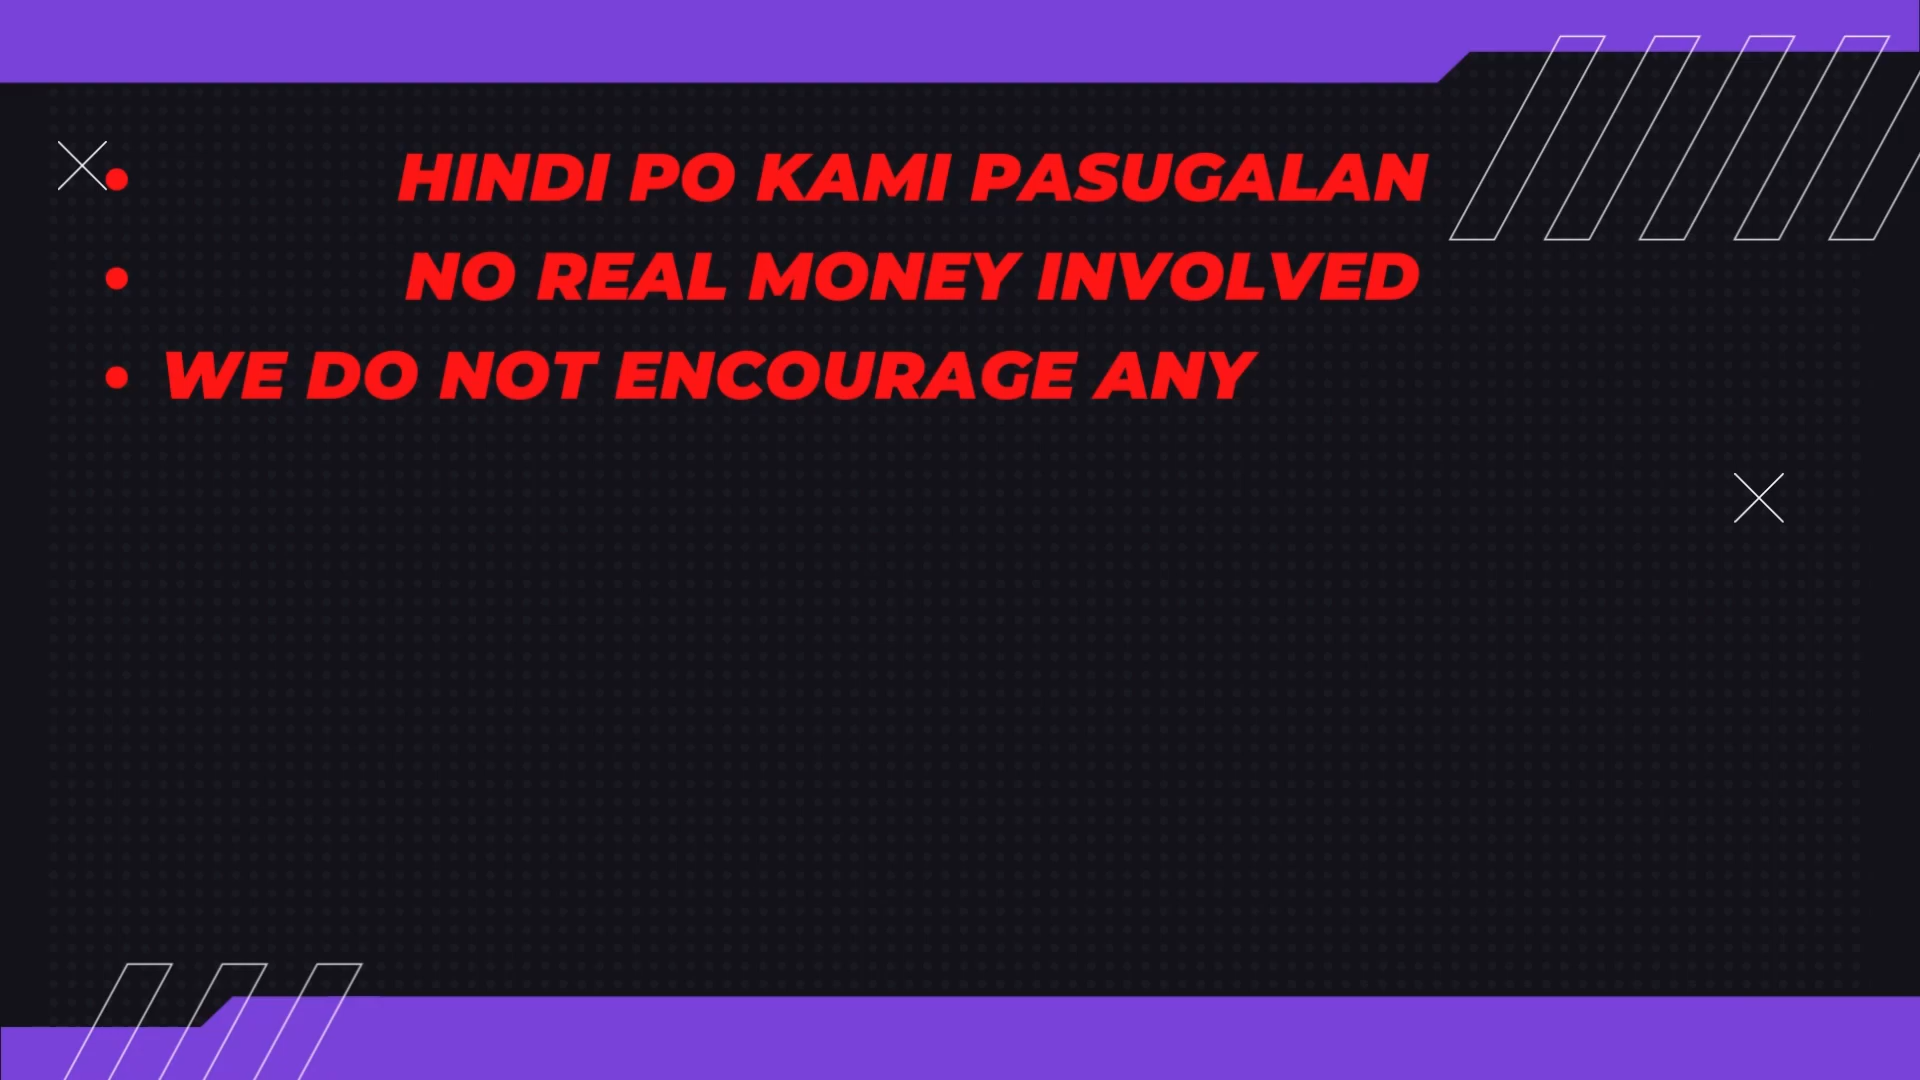 HINDI PO KAMI PASUGALAN
NO REAL MONEY INVOLVED
WE DO NOT ENCOURAGE ANY